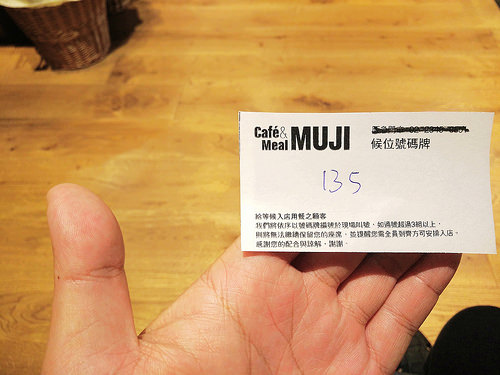 Café& Meal MUJI
候位號碼牌
135
給等候入店用餐之顧客
我們將依序以號碼牌編號於現場叫號，如過號超過3組以上，
則將無法繼續保留您的座席，並提醒您需全員到齊方可安排入店，
感謝您的配合與諒解，謝謝。